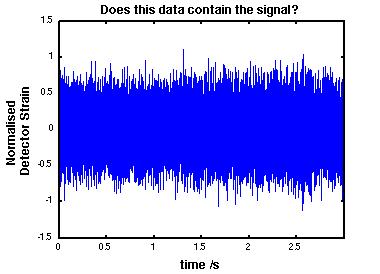 Does this data contain the signal?
1.5
1
0.5
0
-0.5
-1
-1.5
Normalised
Detector Strain
0 0.5 1 1.5 2 2.5
time /s